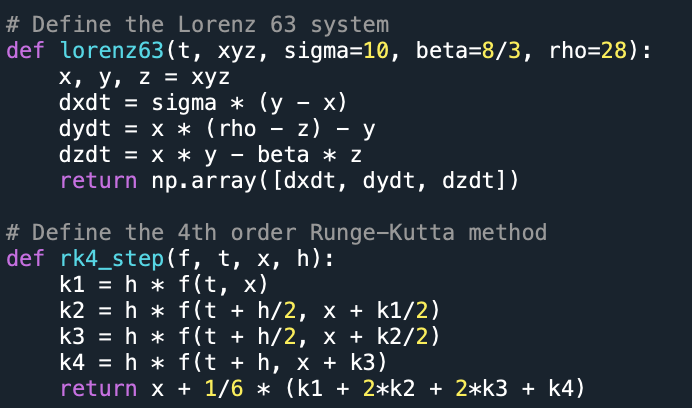 # Define the Lorenz 63 system
def lorenz63(t, xyz, sigma=10, beta=8/3, rho=28):
    x, y, z = xyz
    dxdt = sigma * (y - x)
    dydt = x * (rho - z) - y
    dzdt = x * y - beta * z
    return np.array([dxdt, dydt, dzdt])

# Define the 4th order Runge-Kutta method
def rk4_step(f, t, x, h):
    k1 = h * f(t, x)
    k2 = h * f(t + h/2, x + k1/2)
    k3 = h * f(t + h/2, x + k2/2)
    k4 = h * f(t + h, x + k3)
    return x + 1/6 * (k1 + 2*k2 + 2*k3 + k4)